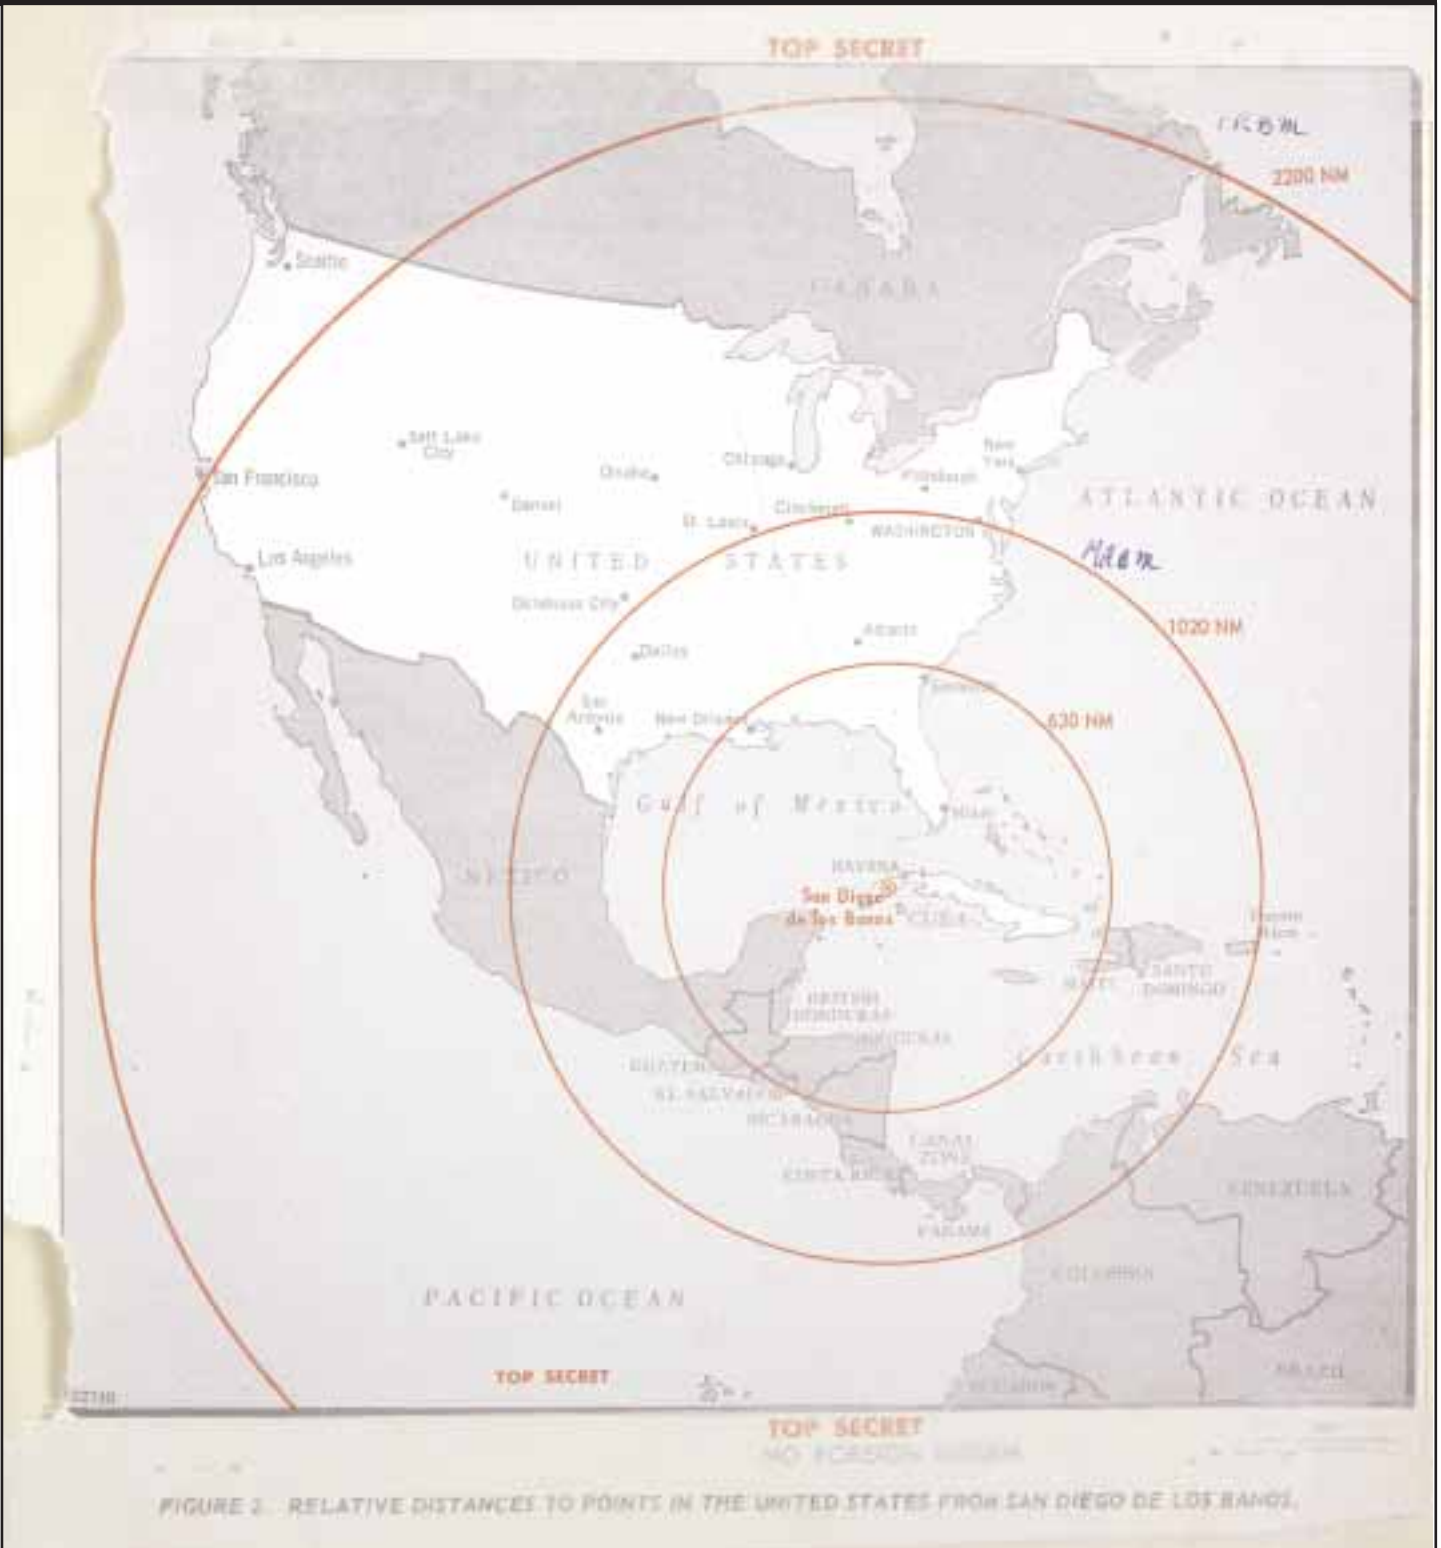 TOP SECRET
2200 NM
Seattle
CANADA
Salt Lake
City
New
York
Chicago
Omaha
Pittsburgh
San Francisco
Denver
ATLANTIC OCEAN
Cincinnati
St. Louis
WASHINGTON
Los Angeles
UNITED STATES
Oklahoma City
1020 NM
Atlanta
Dallas
San
Antonio
New Orleans
630 NM
Gulf of Mexico
Miami
HAVANA
MEXICO
San Diego
de los Banos
CUBA
Puerto
Rico
HAITI
SANTO
DOMINGO
BRITISH
HONDURAS
HONDURAS
Caribbean Sea
EL SALVADOR
NICARAGUA
CANAL
ZONE
COSTA RICA
VENEZUELA
PANAMA
COLOMBIA
PACIFIC OCEAN
BRAZIL
TOP SECRET
ECUADOR
TOP SECRET
FIGURE 2. RELATIVE DISTANCES TO POINTS IN THE UNITED STATES FROM SAN DIEGO DE LOS BANOS.